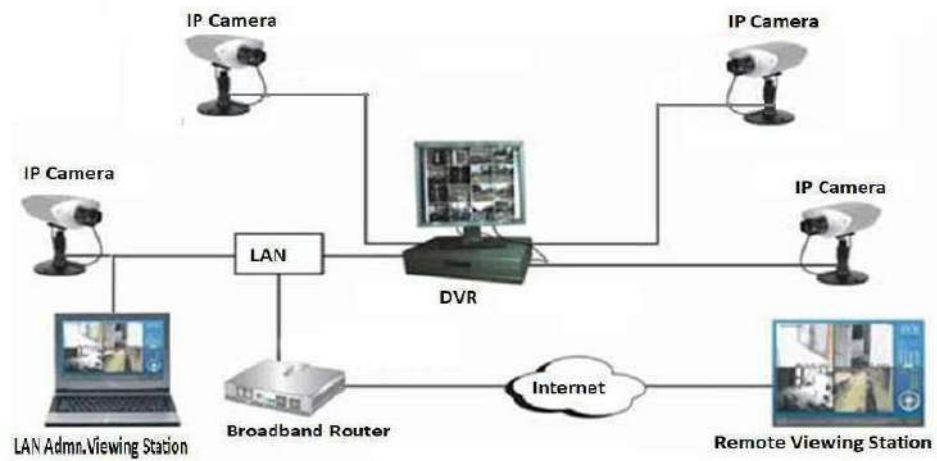 IP Camera
IP Camera
IP Camera
IP Camera
LAN
DVR
Internet
LAN Admn.Viewing Station
Broadband Router
Remote Viewing Station